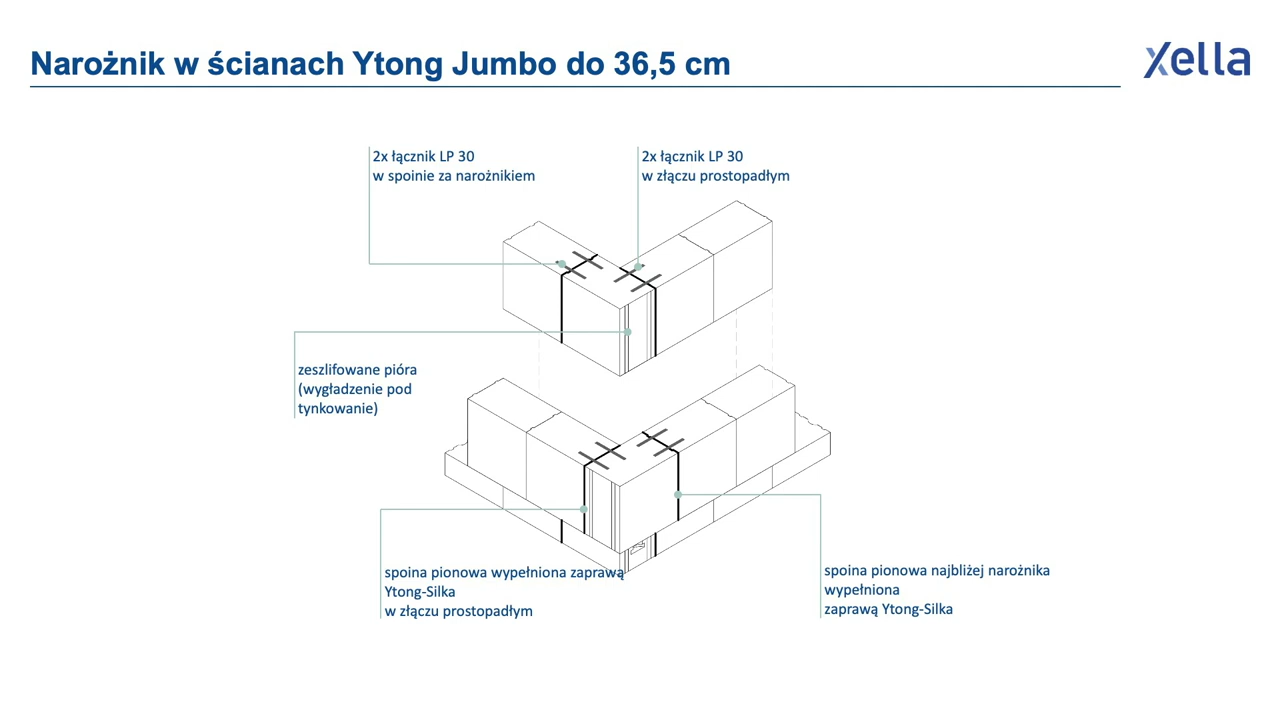 Narożnik w ścianach Ytong Jumbo do 36,5 cm
xella
2x łącznik LP 30
w spoinie za narożnikiem
2x łącznik LP 30
w złączu prostopadłym
zeszlifowane pióra
(wygładzenie pod
tynkowanie)
spoina pionowa wypełniona zaprawą
Ytong-Silka
w złączu prostopadłym
spoina pionowa najbliżej narożnika
wypełniona
zaprawą Ytong-Silka